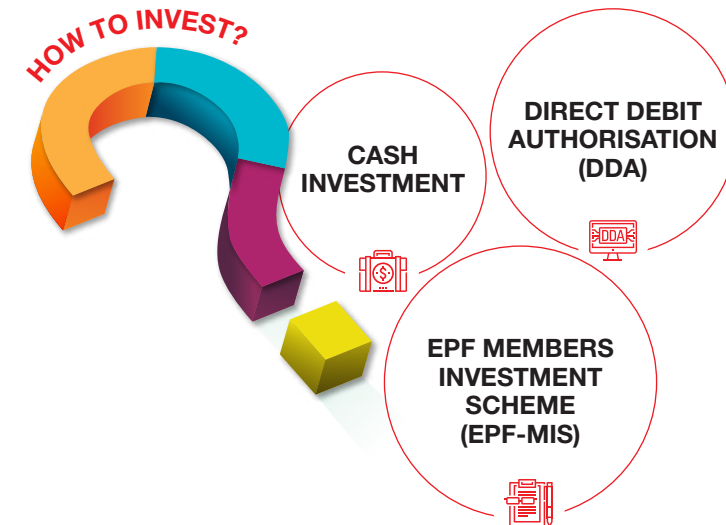 HOW TO INVEST?
CASH
INVESTMENT
DIRECT DEBIT
AUTHORISATION
(DDA)
DDA
EPF MEMBERS
INVESTMENT
SCHEME
(EPF-MIS)